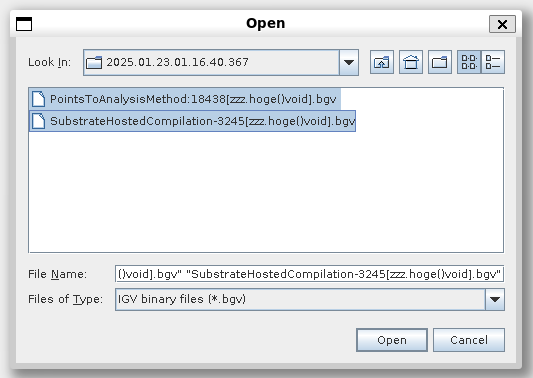 Open
Look In: 2025.01.23.01.16.40.367
PointsToAnalysisMethod:18438[zzz.hoge()void].bgv
SubstrateHostedCompilation-3245[zzz.hoge()void].bgv
File Name: ()void].bgv" "SubstrateHostedCompilation-3245[zzz.hoge()void].bgv"
Files of Type: IGV binary files (*.bgv)
Open Cancel